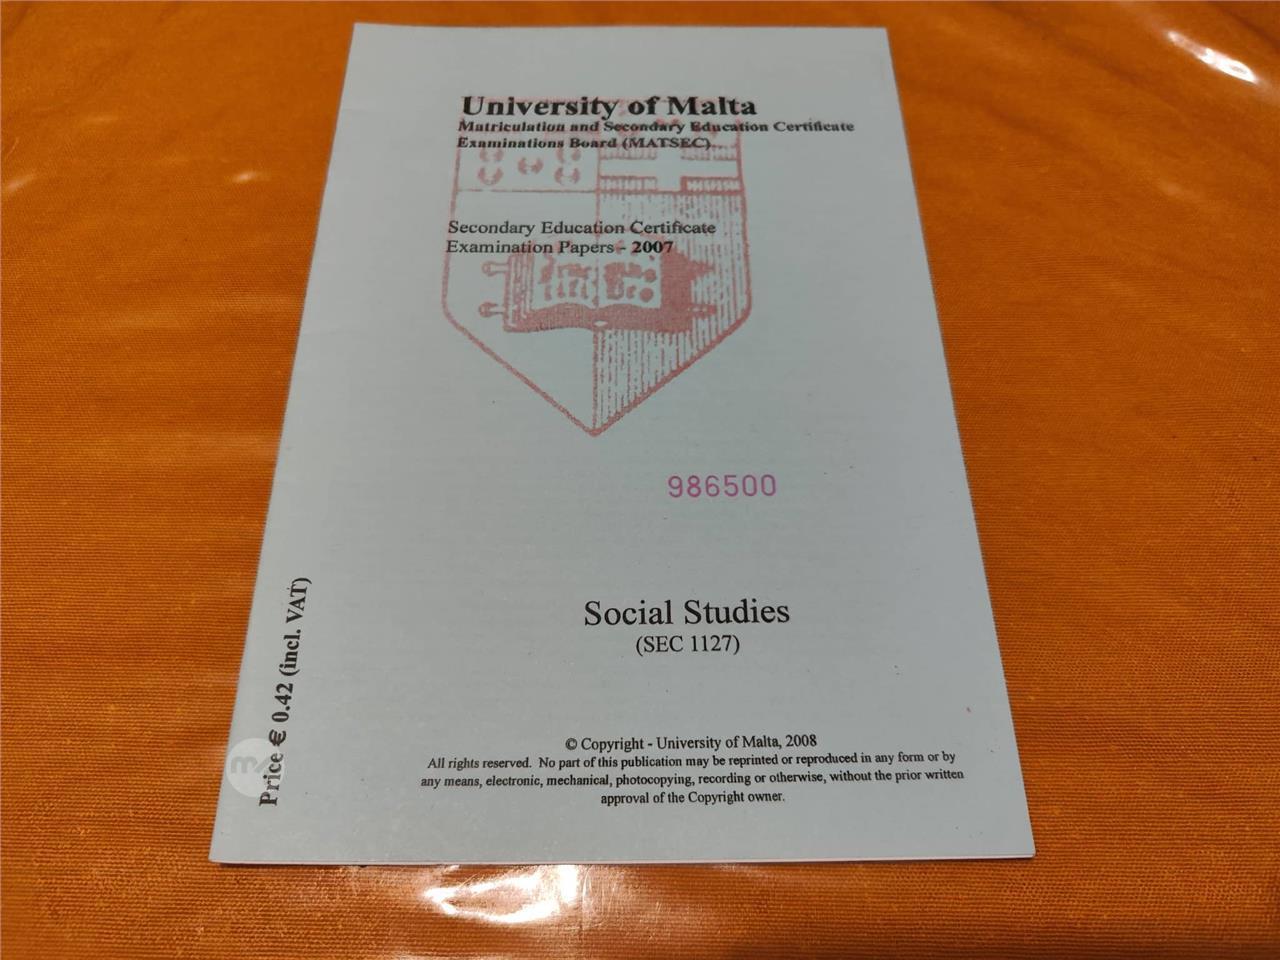 University of Malta
Matriculation and Secondary Education Certificate
Examinations Board (MATSEC)
Secondary Education Certificate
Examination Papers - 2007
986500
Social Studies
(SEC 1127)
Price € 0.42 (incl. VAT)
© Copyright - University of Malta, 2008
All rights reserved. No part of this publication may be reprinted or reproduced in any form or by
any means, electronic, mechanical, photocopying, recording or otherwise, without the prior written
approval of the Copyright owner.